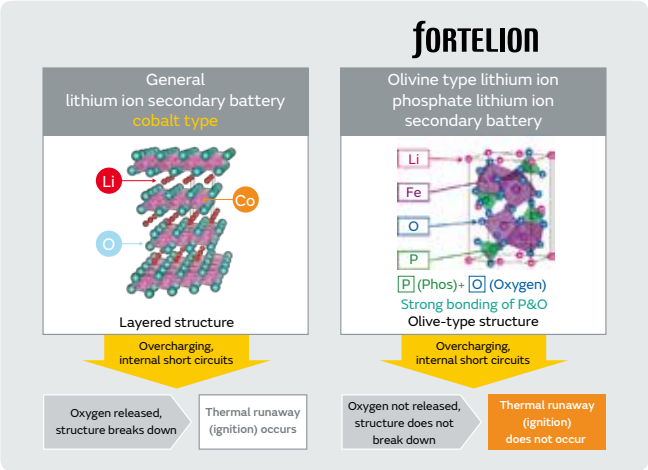 fORTELION
General
lithium ion secondary battery
cobalt type
Li
Co
O
Layered structure
Overcharging,
internal short circuits
Oxygen released,
structure breaks down
Thermal runaway
(ignition) occurs
Olivine type lithium ion
phosphate lithium ion
secondary battery
Li
Fe
O
P
P (Phos)+ O (Oxygen)
Strong bonding of P&O
Olive-type structure
Overcharging,
internal short circuits
Oxygen not released,
structure does not
break down
Thermal runaway
(ignition)
does not occur